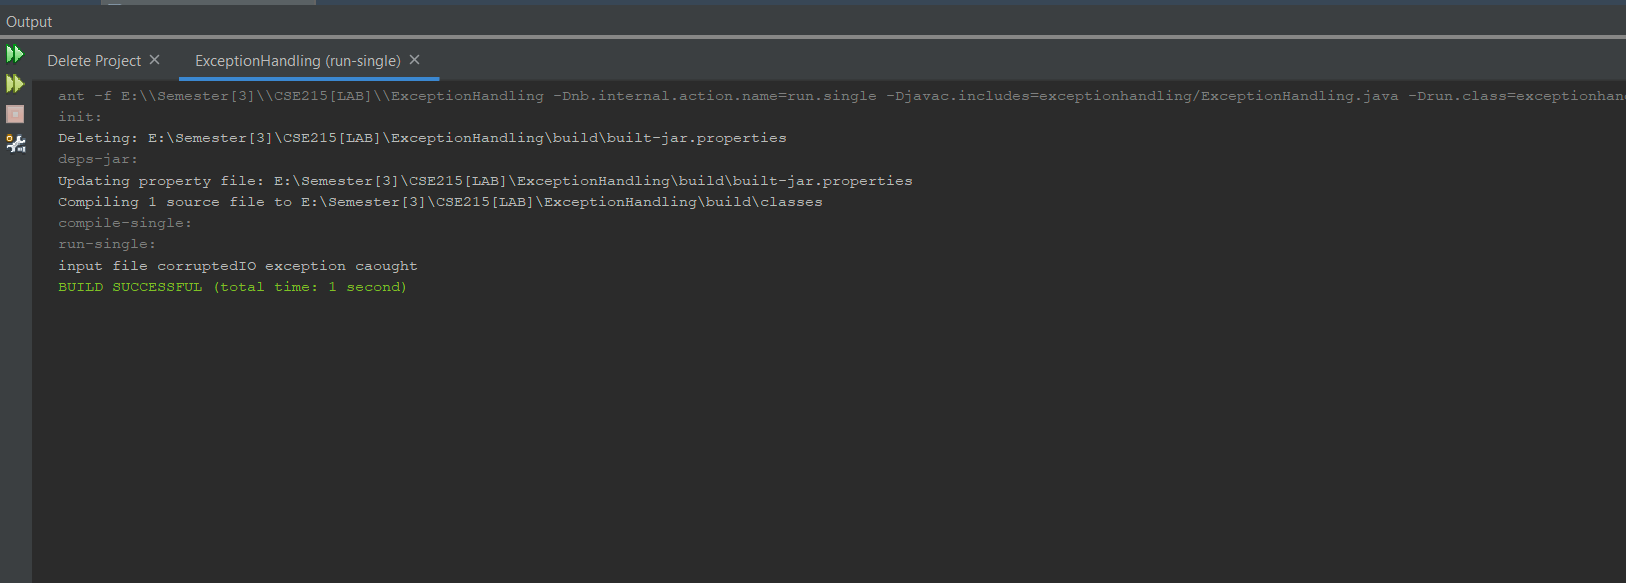 Output
Delete Project
ExceptionHandling (run-single)
ant -f E:\\Semester[3]\\CSE215[LAB]\\ExceptionHandling -Dnb.internal.action.name=run.single -Djavac.includes=exceptionhandling/ExceptionHandling.java -Drun.class=exceptionhan
init:
Deleting: E:\Semester[3]\CSE215[LAB]\ExceptionHandling\build\built-jar.properties
deps-jar:
Updating property file: E:\Semester[3]\CSE215[LAB]\ExceptionHandling\build\built-jar.properties
Compiling 1 source file to E:\Semester[3]\CSE215[LAB]\ExceptionHandling\build\classes
compile-single:
run-single:
input file corruptedIO exception caought
BUILD SUCCESSFUL (total time: 1 second)